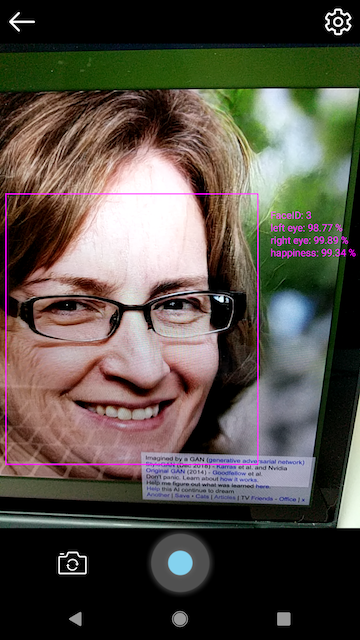 FaceID: 3
left eye: 98.77 %
right eye: 99.89 %
happiness: 99.34 %
Imagined by a GAN (generative adversarial network)
StyleGAN (Dec 2018) - Karras et al. and Nvidia
Original GAN (2014) - Goodfellow et al.
Don't panic. Learn about how it works.
Help me figure out what was learned here.
Help this AI continue to dream
Another | Save • Cats | Articles | TV Friends • Office | x